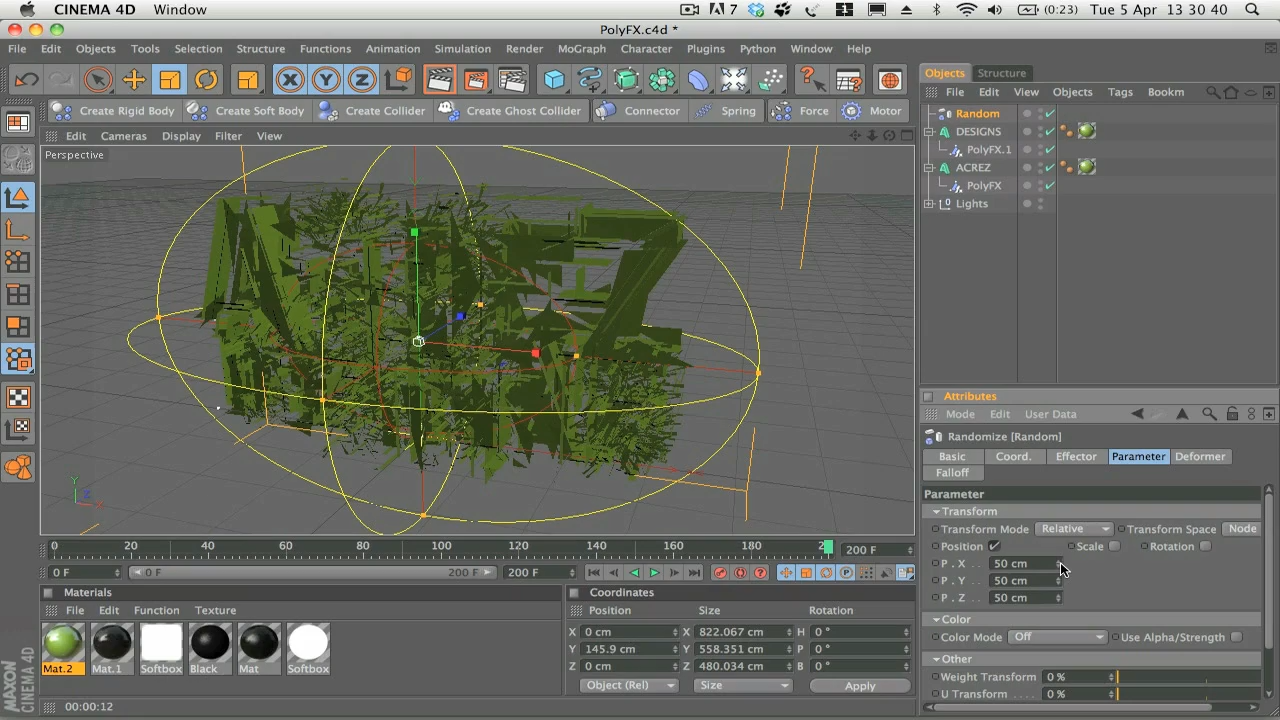 CINEMA 4D Window 7 1 (0:23) Tue 5 Apr 13 30 40
PolyFX.c4d *
File Edit Objects Tools Selection Structure Functions Animation Render Simulation MoGraph Character Plugins Python Window Help
X Y Z
Create Rigid Body Create Soft Body Create Collider Create Ghost Collider Connector Spring Force Motor
Edit Cameras Display Filter View
Perspective
Y Z X
0 20 40 60 80 100 120 140 160 180 2 200 F
0 F 0 F 200 F 200 F
Materials
File Edit Function Texture
Mat.2 Mat.1 Softbox Black Mat Softbox
Coordinates
Position Size Rotation
X 0 cm X 822.067 cm H 0 °
Y 145.9 cm Y 558.351 cm P 0 °
Z 0 cm Z 480.034 cm B 0 °
Object (Rel) Size Apply
MAXON
CINEMA 4D
00:00:12
Objects Structure
File Edit View Objects Tags Bookm
Random
DESIGNS
PolyFX.1
ACREZ
PolyFX
Lights
Attributes
Mode Edit User Data
Randomize [Random]
Basic Coord. Effector Parameter Deformer
Falloff
Parameter
Transform
Transform Mode Relative Transform Space Node
Position Scale Rotation
P . X . . 50 cm
P . Y . . 50 cm
P . Z . . 50 cm
Color
Color Mode Off Use Alpha/Strength
Other
Weight Transform 0 %
U Transform . . . . 0 %